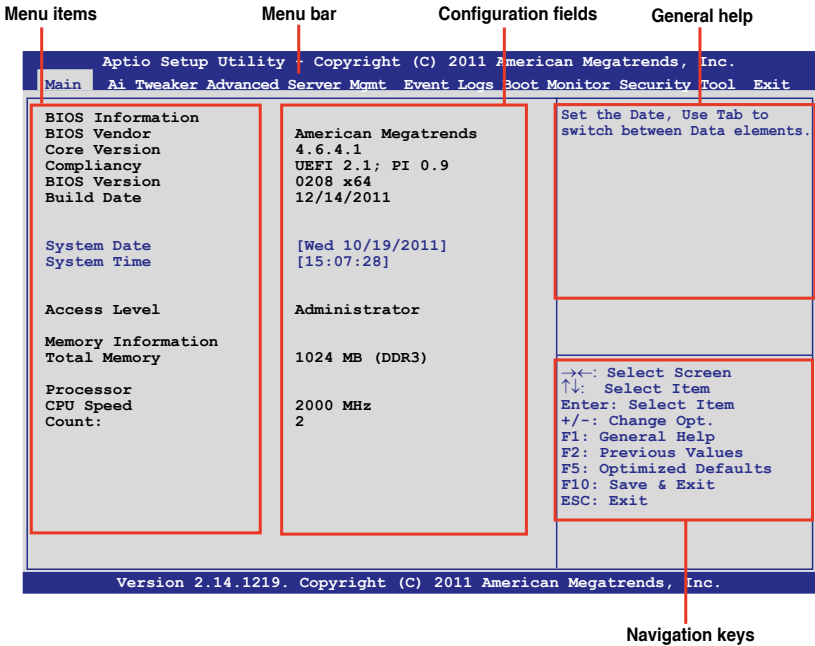 Menu items Menu bar Configuration fields General help
Aptio Setup Utility - Copyright (C) 2011 American Megatrends, Inc.
Main Ai Tweaker Advanced Server Mgmt Event Logs Boot Monitor Security Tool Exit
BIOS Information
BIOS Vendor American Megatrends
Core Version 4.6.4.1
Compliancy UEFI 2.1; PI 0.9
BIOS Version 0208 x64
Build Date 12/14/2011
System Date [Wed 10/19/2011]
System Time [15:07:28]
Access Level Administrator
Memory Information
Total Memory 1024 MB (DDR3)
Processor
CPU Speed 2000 MHz
Count: 2
Set the Date, Use Tab to
switch between Data elements.
→←: Select Screen
↑↓: Select Item
Enter: Select Item
+/-: Change Opt.
F1: General Help
F2: Previous Values
F5: Optimized Defaults
F10: Save & Exit
ESC: Exit
Version 2.14.1219. Copyright (C) 2011 American Megatrends, Inc.
Navigation keys